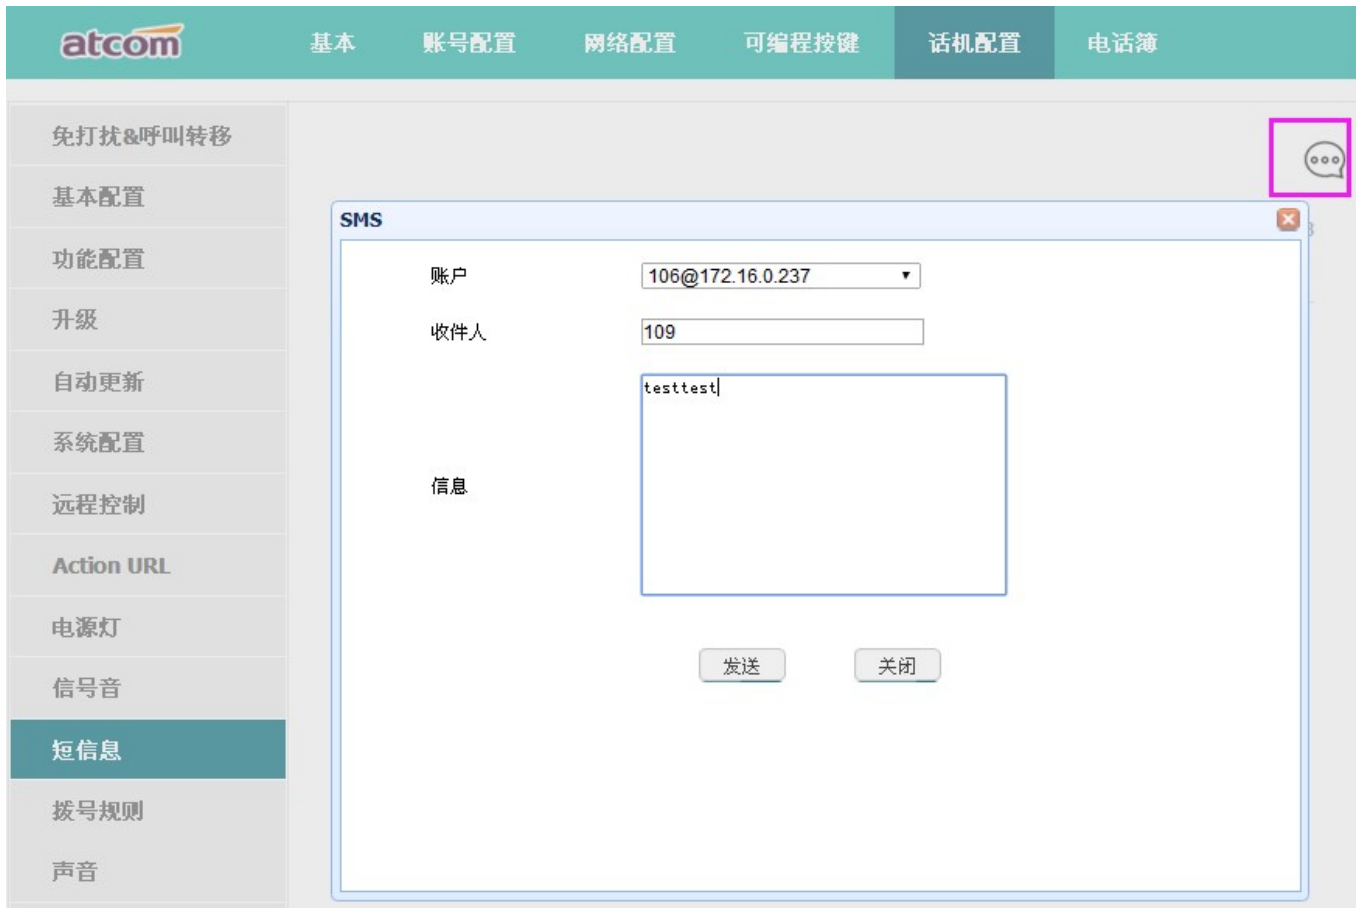 atcom
基本 账号配置 网络配置 可编程按键 话机配置 电话簿
免打扰&呼叫转移
基本配置
功能配置
升级
自动更新
系统配置
远程控制
Action URL
电源灯
信号音
短信息
拨号规则
声音
SMS
账户 106@172.16.0.237
收件人 109
信息 testtest
发送 关闭